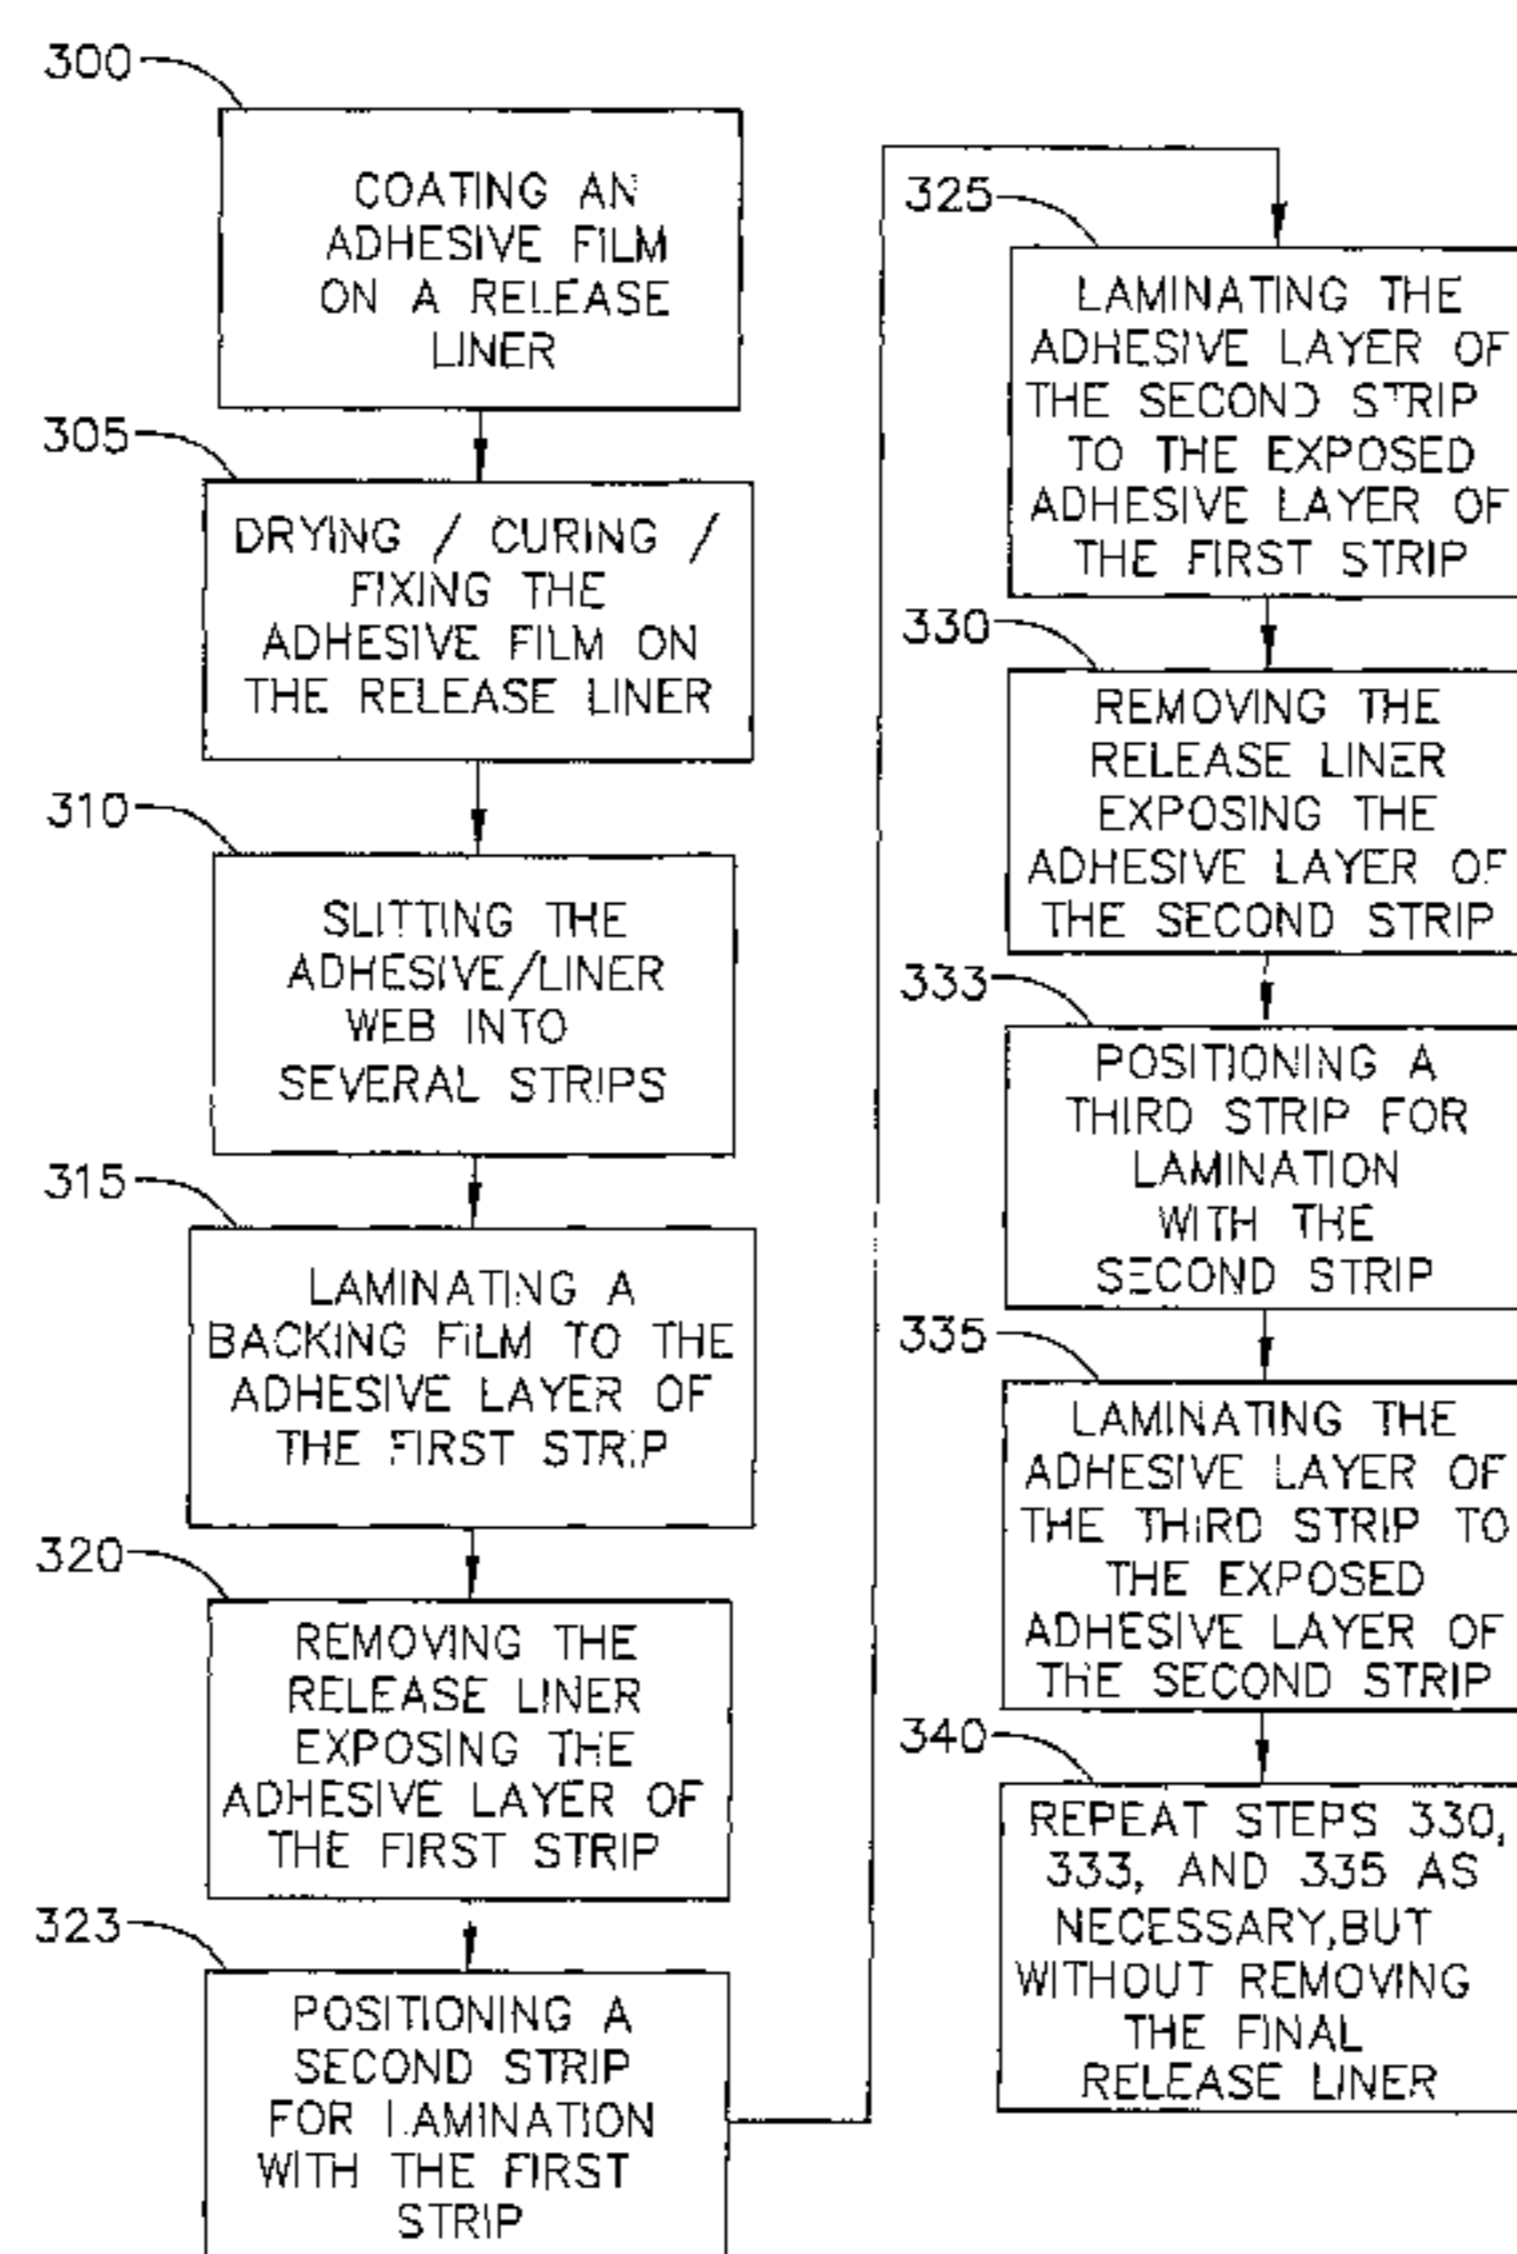 300
COATING AN
ADHESIVE FILM
ON A RELEASE
LINER
305
DRYING / CURING /
FIXING THE
ADHESIVE FILM ON
THE RELEASE LINER
310
SLITTING THE
ADHESIVE/LINER
WEB INTO
SEVERAL STRIPS
315
LAMINATING A
BACKING FILM TO THE
ADHESIVE LAYER OF
THE FIRST STRIP
320
REMOVING THE
RELEASE LINER
EXPOSING THE
ADHESIVE LAYER OF
THE FIRST STRIP
323
POSITIONING A
SECOND STRIP
FOR LAMINATION
WITH THE FIRST
STRIP
325
LAMINATING THE
ADHESIVE LAYER OF
THE SECOND STRIP
TO THE EXPOSED
ADHESIVE LAYER OF
THE FIRST STRIP
330
REMOVING THE
RELEASE LINER
EXPOSING THE
ADHESIVE LAYER OF
THE SECOND STRIP
333
POSITIONING A
THIRD STRIP FOR
LAMINATION
WITH THE
SECOND STRIP
335
LAMINATING THE
ADHESIVE LAYER OF
THE THIRD STRIP TO
THE EXPOSED
ADHESIVE LAYER OF
THE SECOND STRIP
340
REPEAT STEPS 330,
333, AND 335 AS
NECESSARY,BUT
WITHOUT REMOVING
THE FINAL
RELEASE LINER